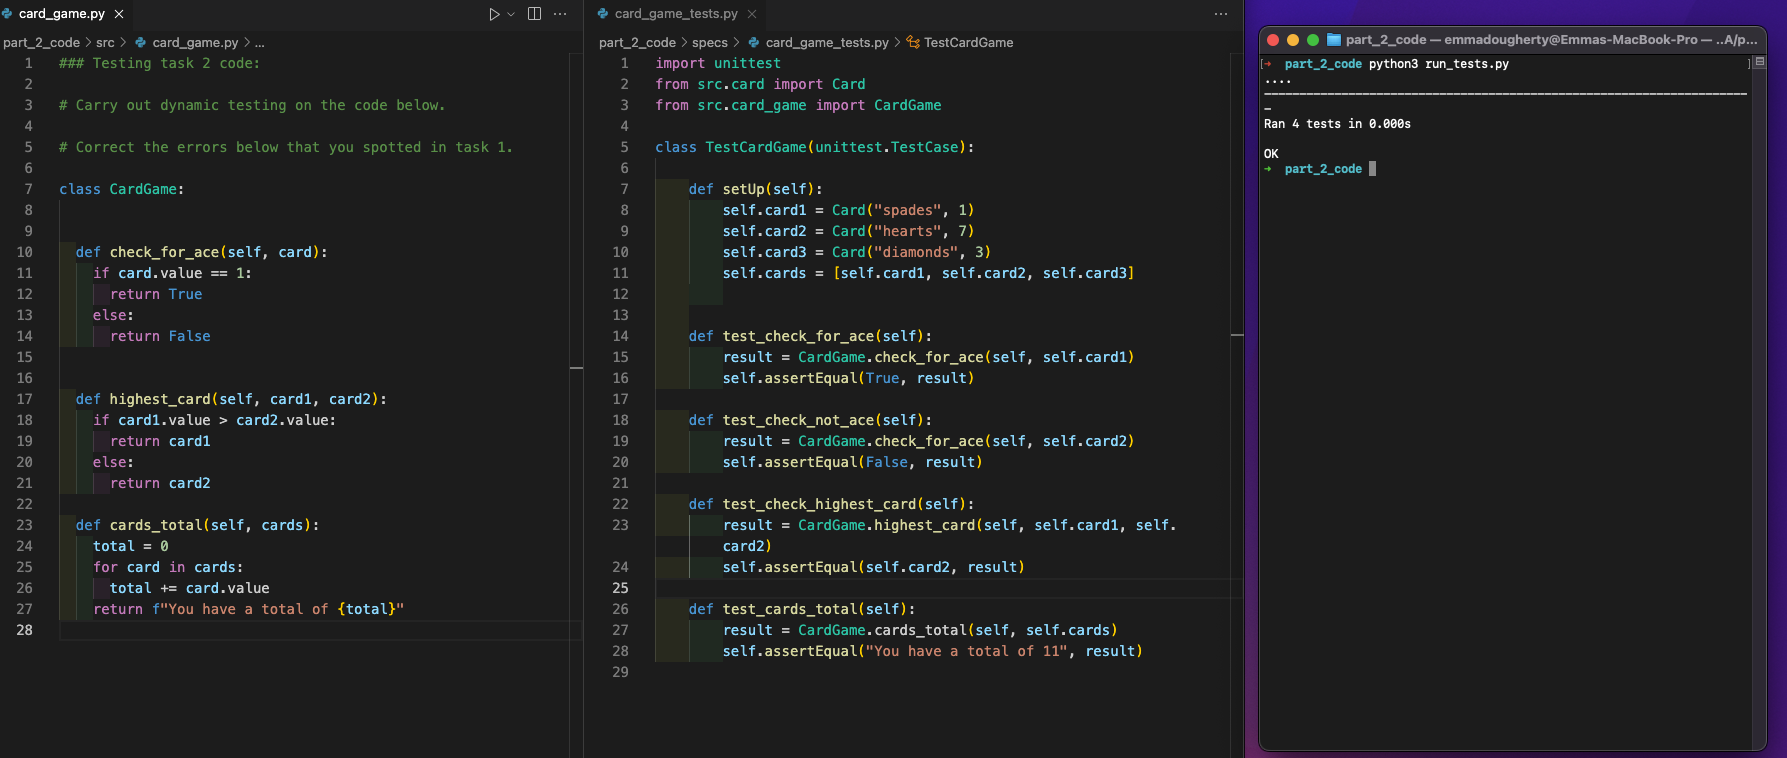 card_game.py
part_2_code > src > card_game.py > ...
1 ### Testing task 2 code:
2
3 # Carry out dynamic testing on the code below.
4
5 # Correct the errors below that you spotted in task 1.
6
7 class CardGame:
8
9
10 def check_for_ace(self, card):
11 if card.value == 1:
12 return True
13 else:
14 return False
15
16
17 def highest_card(self, card1, card2):
18 if card1.value > card2.value:
19 return card1
20 else:
21 return card2
22
23 def cards_total(self, cards):
24 total = 0
25 for card in cards:
26 total += card.value
27 return f"You have a total of {total}"
28
card_game_tests.py
part_2_code > specs > card_game_tests.py > TestCardGame
1 import unittest
2 from src.card import Card
3 from src.card_game import CardGame
4
5 class TestCardGame(unittest.TestCase):
6
7 def setUp(self):
8 self.card1 = Card("spades", 1)
9 self.card2 = Card("hearts", 7)
10 self.card3 = Card("diamonds", 3)
11 self.cards = [self.card1, self.card2, self.card3]
12
13
14 def test_check_for_ace(self):
15 result = CardGame.check_for_ace(self, self.card1)
16 self.assertEqual(True, result)
17
18 def test_check_not_ace(self):
19 result = CardGame.check_for_ace(self, self.card2)
20 self.assertEqual(False, result)
21
22 def test_check_highest_card(self):
23 result = CardGame.highest_card(self, self.card1, self.
card2)
24 self.assertEqual(self.card2, result)
25
26 def test_cards_total(self):
27 result = CardGame.cards_total(self, self.cards)
28 self.assertEqual("You have a total of 11", result)
29
part_2_code — emmadougherty@Emmas-MacBook-Pro — ..A/p...
[➜ part_2_code python3 run_tests.py ]
....
----------------------------------------------------------------------
Ran 4 tests in 0.000s
OK
➜ part_2_code